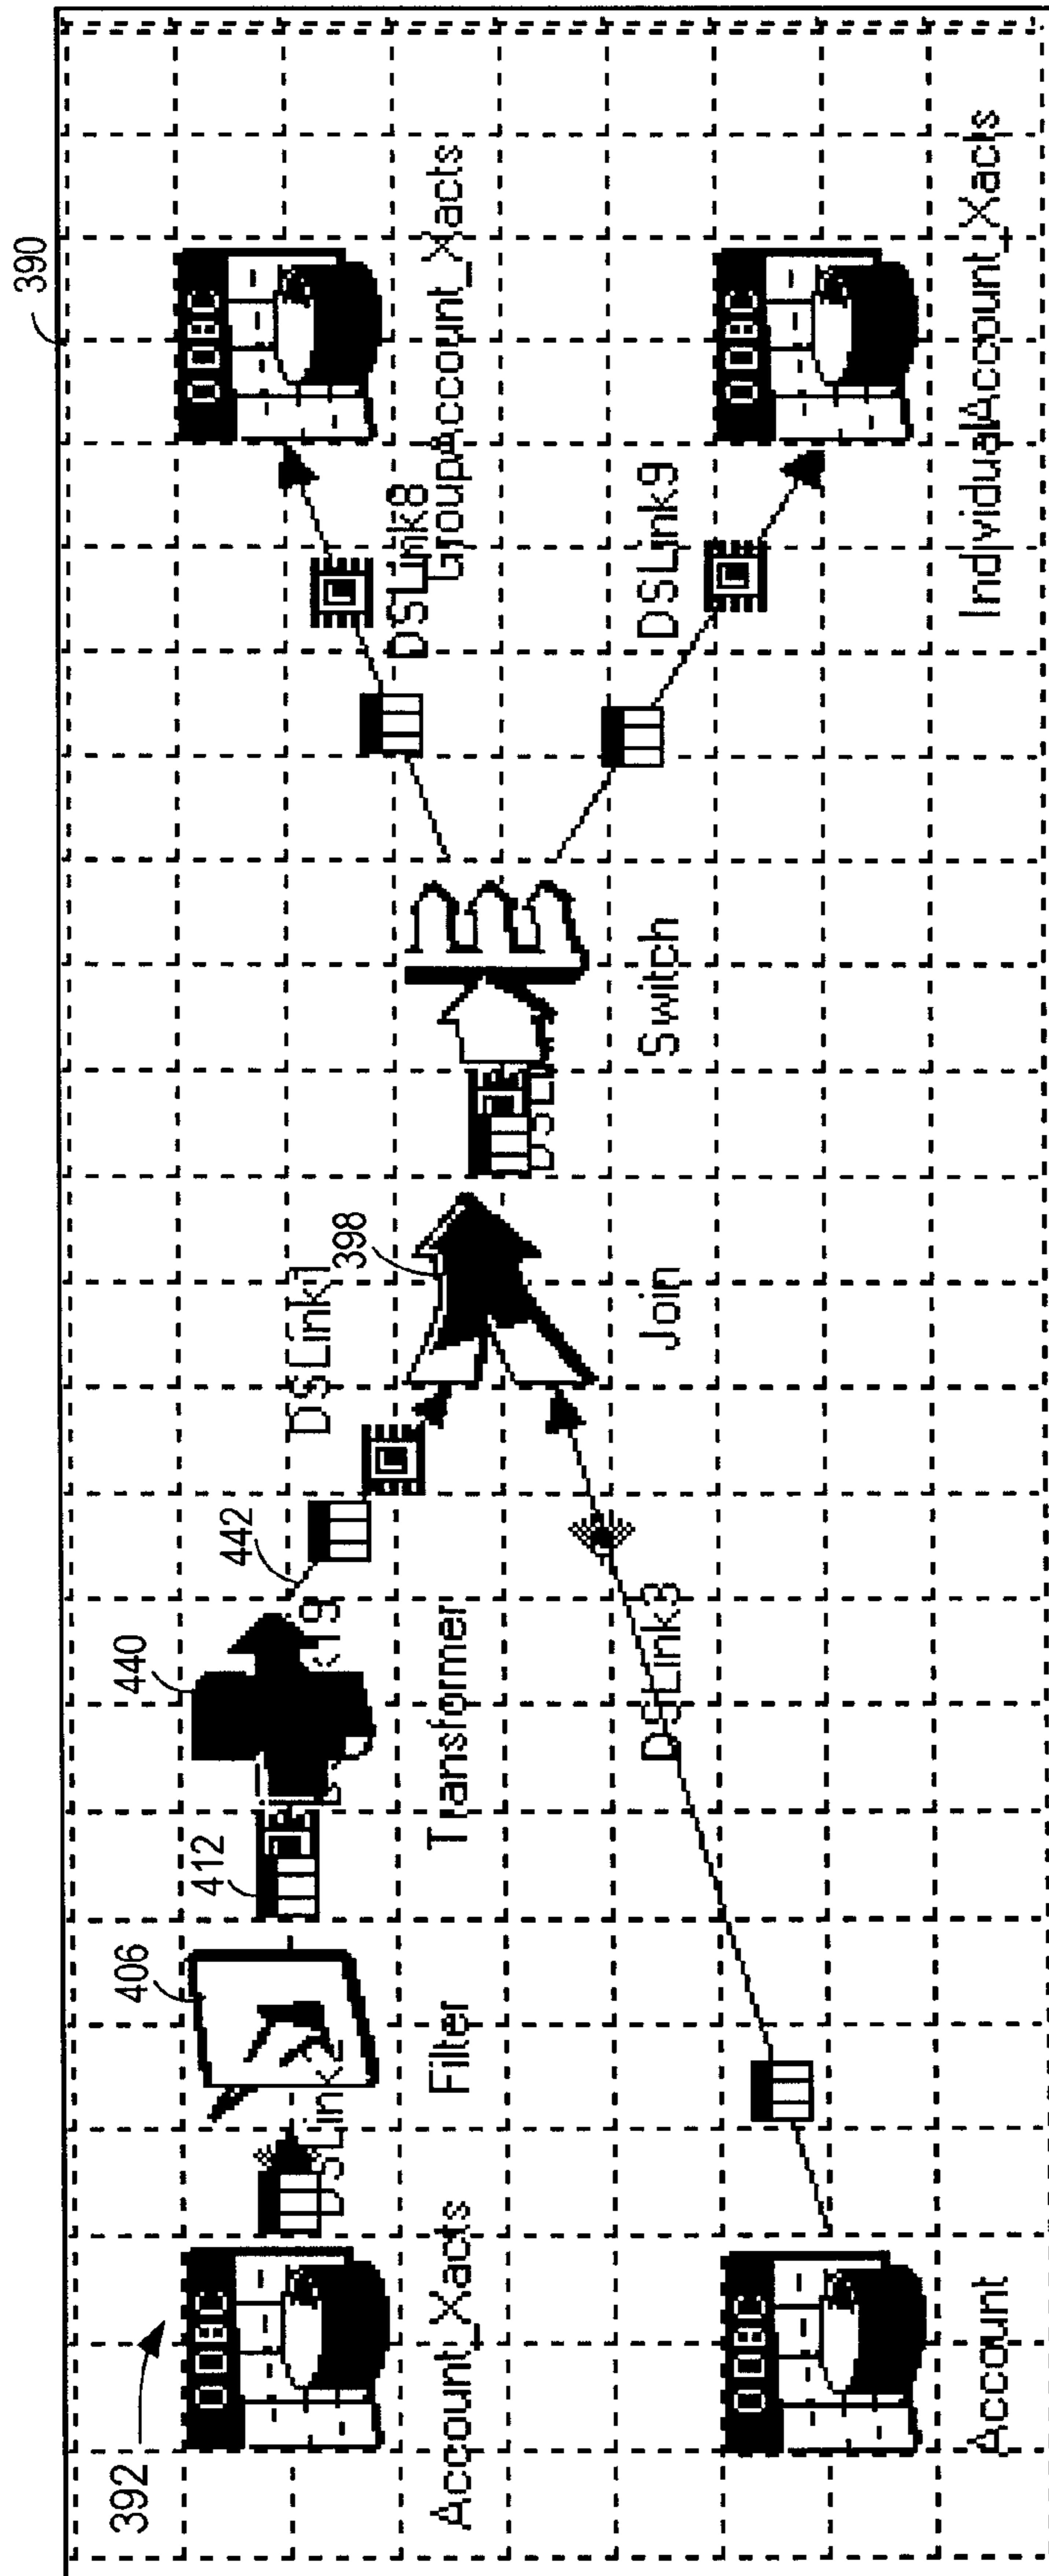 390
392
ODBC
Account_Xacts
406
Filter
412
440
Transformer
442
DSLink1
398
Join
Switch
DSLink8
ODBC
GroupAccount_Xacts
ODBC
Account
DSLink3
DSLink9
ODBC
IndividualAccount_Xacts